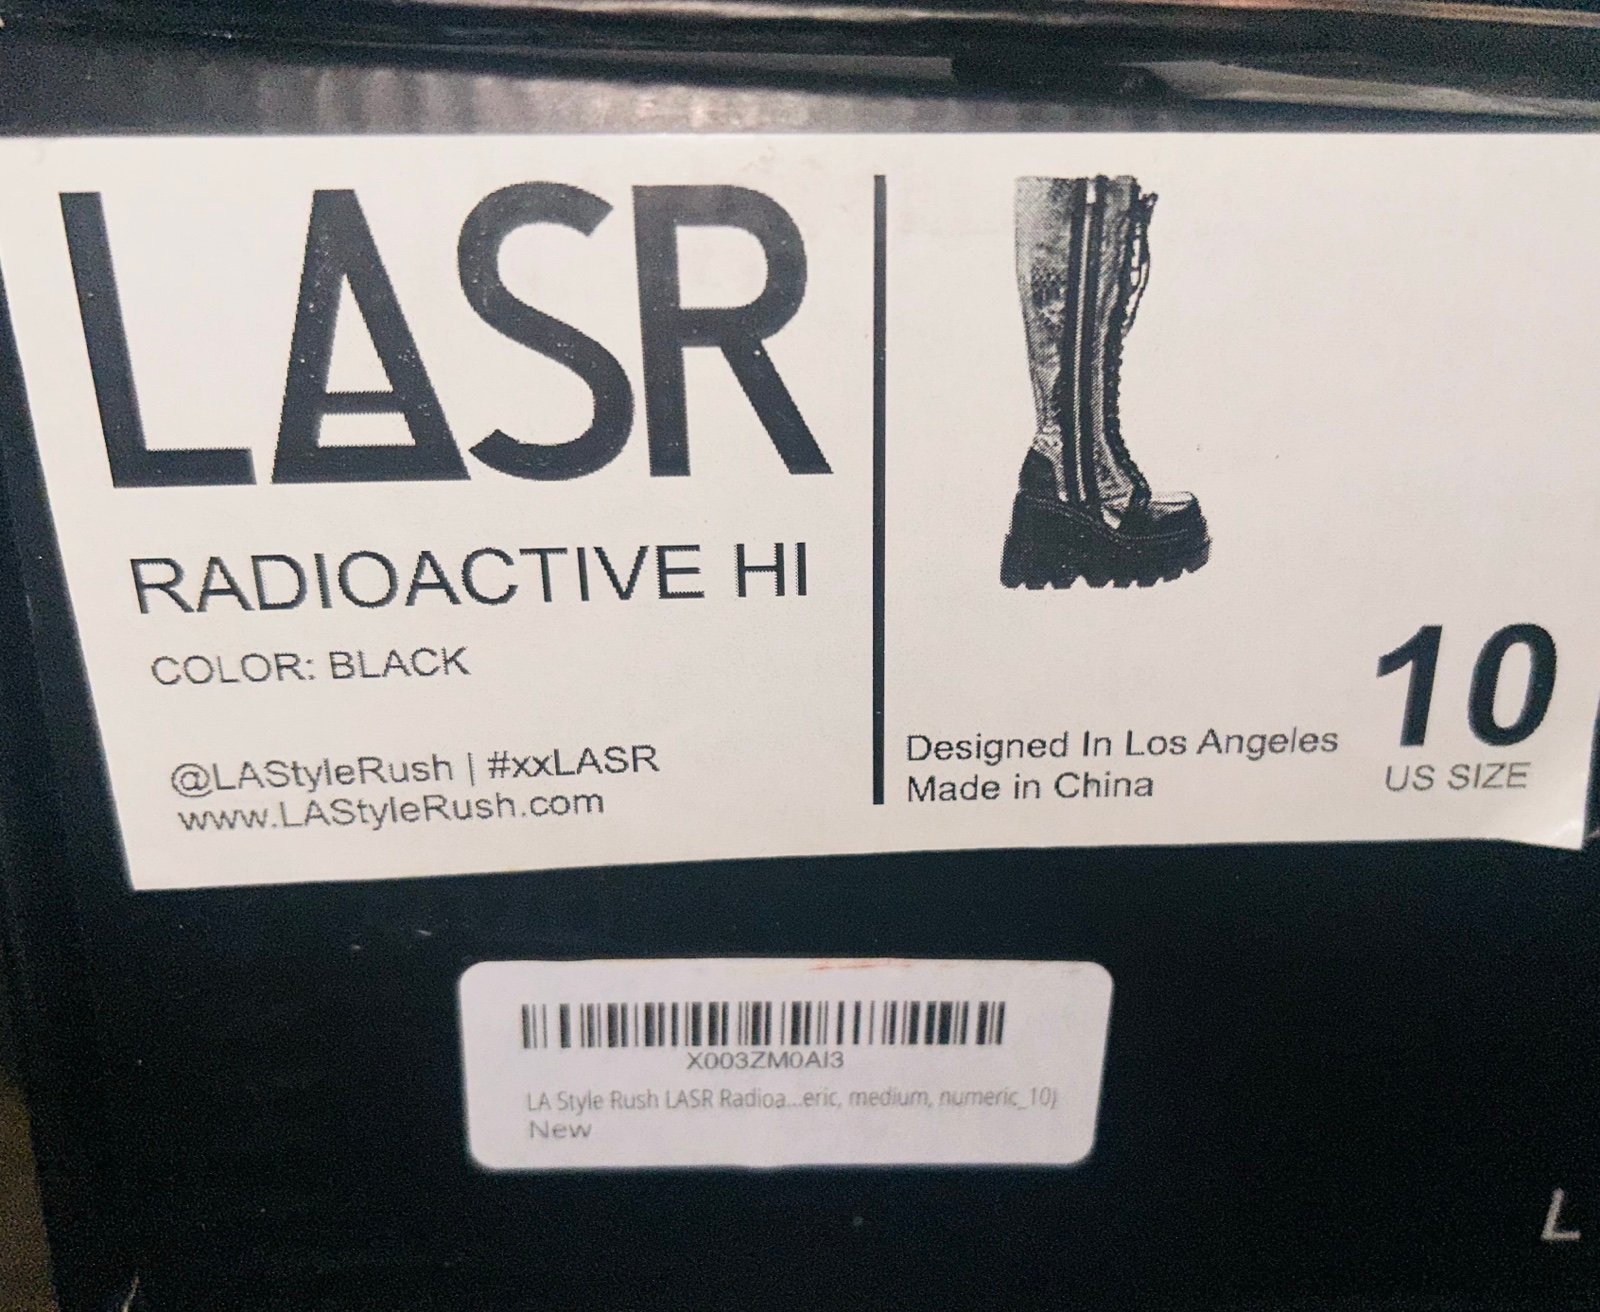 LASR
RADIOACTIVE HI
COLOR: BLACK
@LAStyleRush | #xxLASR
www.LAStyleRush.com
Designed In Los Angeles
Made in China
10
US SIZE
X003ZM0AI3
LA Style Rush LASR Radioa...eric, medium, numeric_10)
New
L